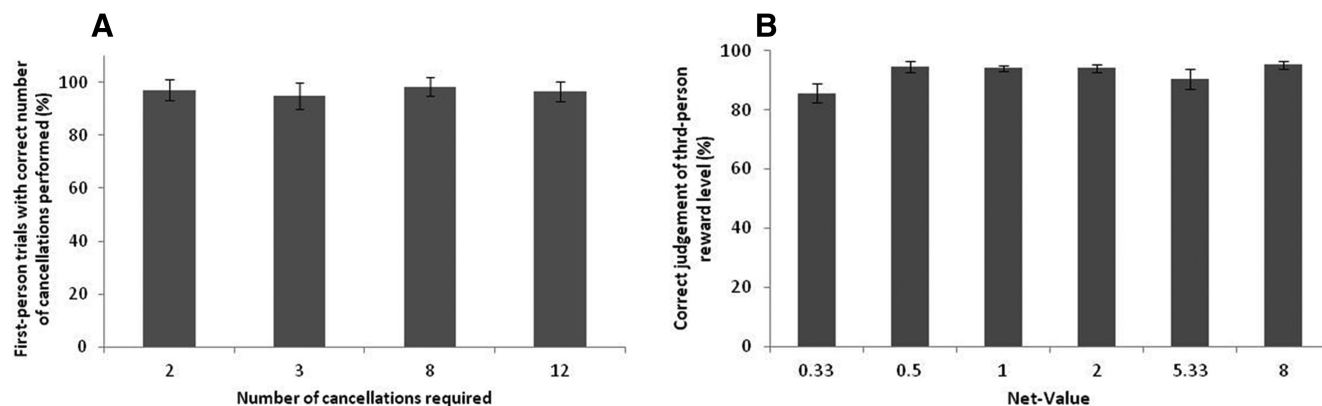 A
First-person trials with correct number
of cancellations performed (%)
100
80
60
40
20
0
2 3 8 12
Number of cancellations required
B
Correct judgement of thrd-person
reward level (%)
100
80
60
40
20
0
0.33 0.5 1 2 5.33 8
Net-Value